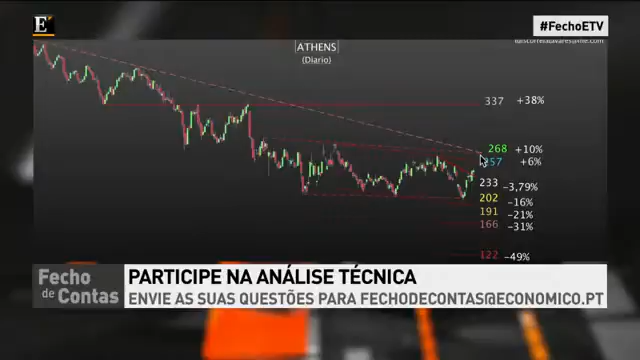 E
#FechoETV
ATHENS
(Diario)
337 +38%
268 +10%
257 +6%
233 -3,79%
202 -16%
191 -21%
166 -31%
122 -49%
Fecho
de Contas
PARTICIPE NA ANÁLISE TÉCNICA
ENVIE AS SUAS QUESTÕES PARA FECHODECONTAS@ECONOMICO.PT